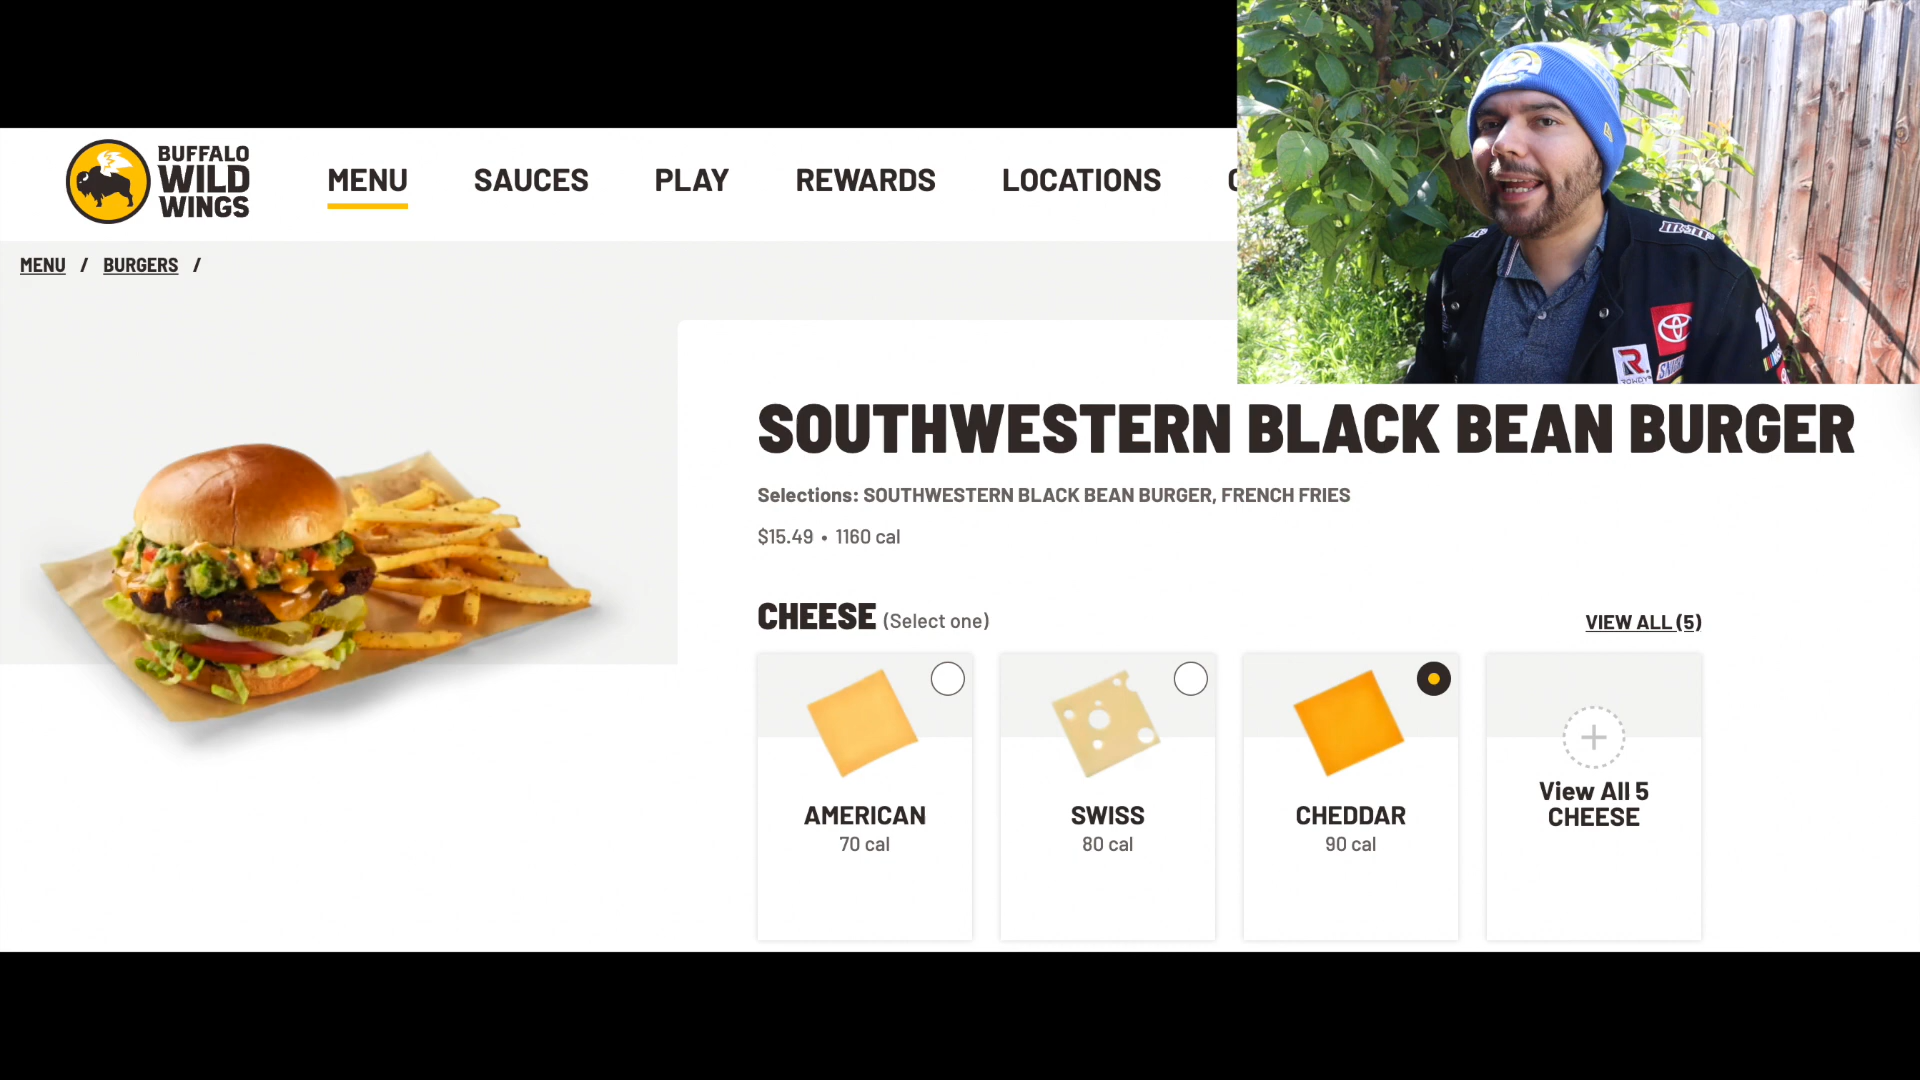 BUFFALO
WILD
WINGS
MENU
SAUCES
PLAY
REWARDS
LOCATIONS
MENU / BURGERS /
SOUTHWESTERN BLACK BEAN BURGER
Selections: SOUTHWESTERN BLACK BEAN BURGER, FRENCH FRIES
$15.49 • 1160 cal
CHEESE (Select one)
VIEW ALL (5)
AMERICAN
70 cal
SWISS
80 cal
CHEDDAR
90 cal
View All 5
CHEESE
M&M's
R
ROWDY
18